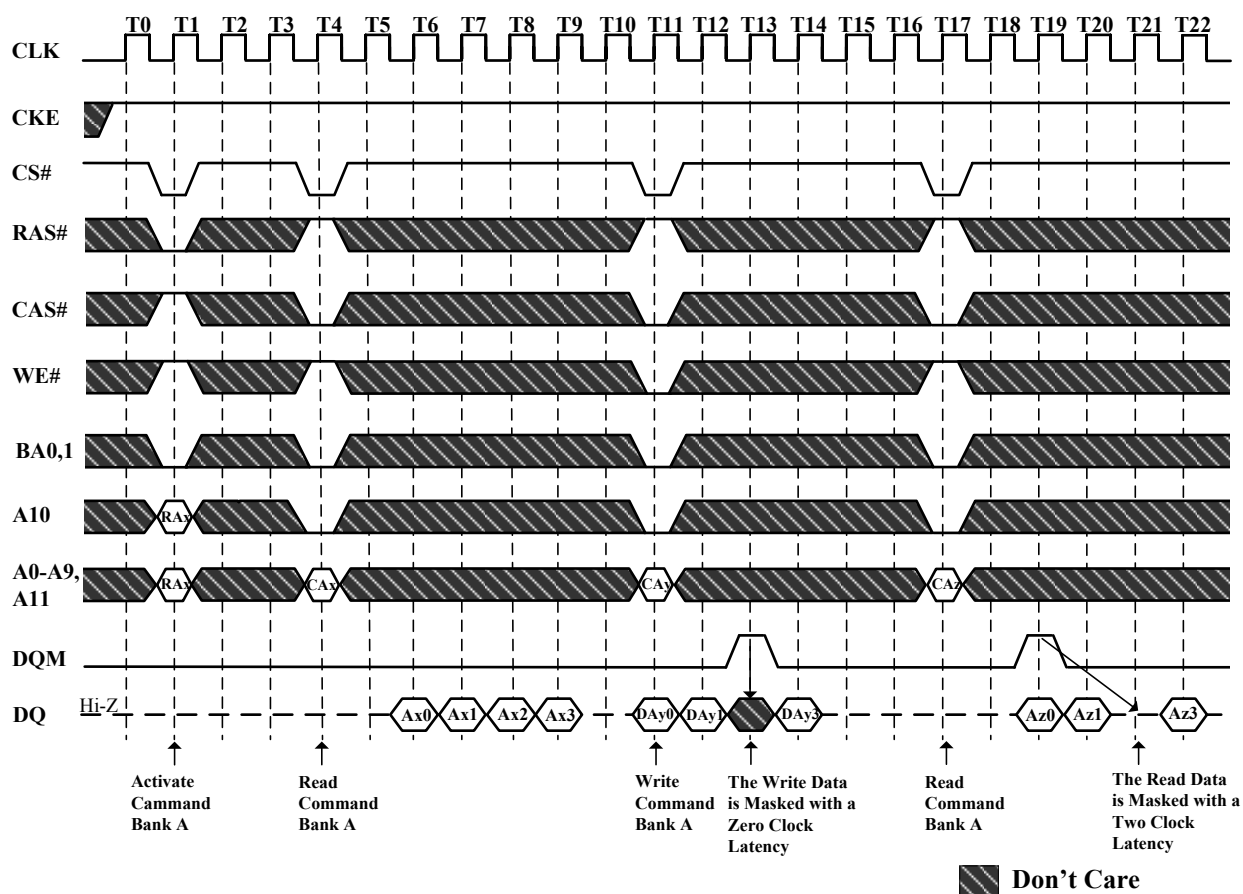 T0 T1 T2 T3 T4 T5 T6 T7 T8 T9 T10 T11 T12 T13 T14 T15 T16 T17 T18 T19 T20 T21 T22
CLK
CKE
CS#
RAS#
CAS#
WE#
BA0,1
A10
RAx
A0-A9,
A11
RAx CAx CAy CAz
DQM
DQ
Hi-Z
Ax0 Ax1 Ax2 Ax3 DAy0 DAy1 DAy3 Az0 Az1 Az3
Activate
Cammand
Bank A
Read
Command
Bank A
Write
Command
Bank A
The Write Data
is Masked with a
Zero Clock
Latency
Read
Command
Bank A
The Read Data
is Masked with a
Two Clock
Latency
Don't Care